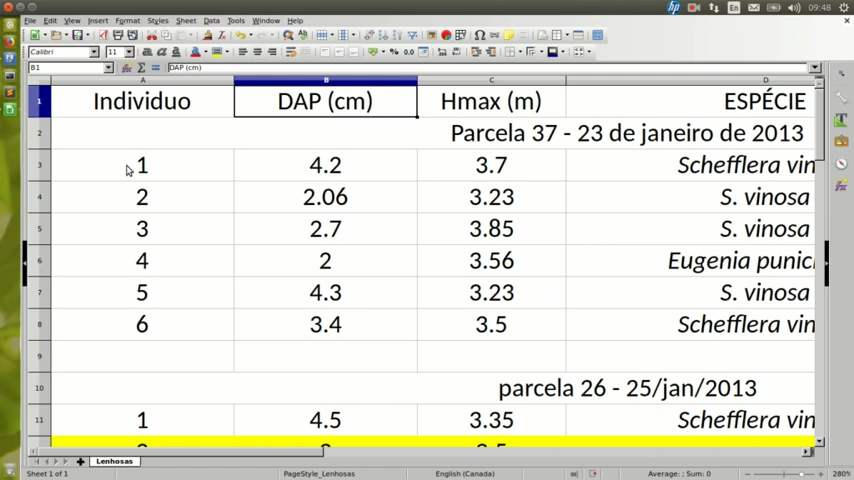 09:48
En
File Edit View Insert Format Styles Sheet Data Tools Window Help
Calibri 11
B1 DAP (cm)
A B C D
1 Individuo DAP (cm) Hmax (m) ESPÉCIE
2 Parcela 37 - 23 de janeiro de 2013
3 1 4.2 3.7 Schefflera vin
4 2 2.06 3.23 S. vinosa
5 3 2.7 3.85 S. vinosa
6 4 2 3.56 Eugenia punici
7 5 4.3 3.23 S. vinosa
8 6 3.4 3.5 Schefflera vin
9
10 parcela 26 - 25/jan/2013
11 1 4.5 3.35 Schefflera vin
Lenhosas
Sheet 1 of 1 PageStyle_Lenhosas English (Canada) Average: ; Sum: 0 280%